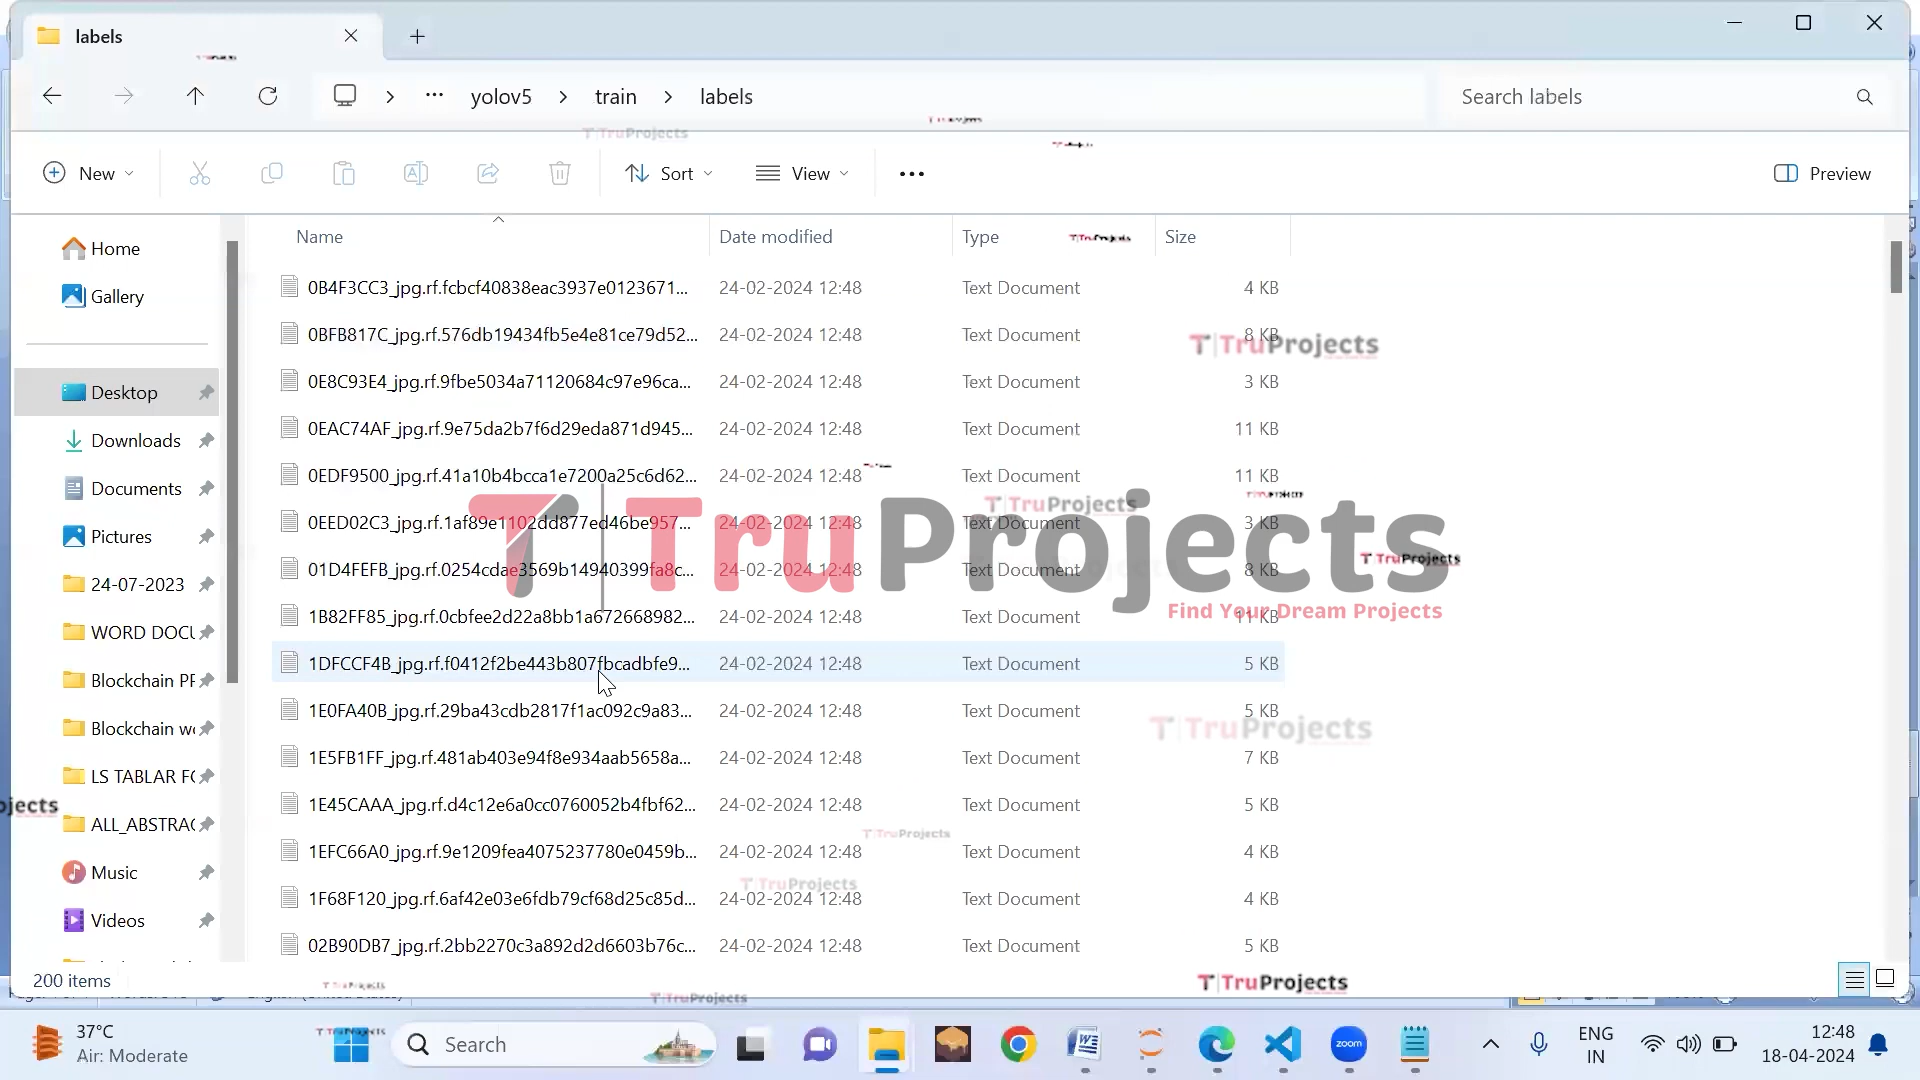 labels
yolov5 > train > labels
Search labels
New
Sort
View
Preview
Name
Date modified
Type
Size
Home
Gallery
Desktop
Downloads
Documents
Pictures
24-07-2023
WORD DOCU
Blockchain PF
Blockchain w
LS TABLAR FO
ALL_ABSTRAC
Music
Videos
0B4F3CC3_jpg.rf.fcbcf40838eac3937e0123671... 24-02-2024 12:48 Text Document 4 KB
0BFB817C_jpg.rf.576db19434fb5e4e81ce79d52... 24-02-2024 12:48 Text Document 8 KB
0E8C93E4_jpg.rf.9fbe5034a71120684c97e96ca... 24-02-2024 12:48 Text Document 3 KB
0EAC74AF_jpg.rf.9e75da2b7f6d29eda871d945... 24-02-2024 12:48 Text Document 11 KB
0EDF9500_jpg.rf.41a10b4bcca1e7200a25c6d62... 24-02-2024 12:48 Text Document 11 KB
0EED02C3_jpg.rf.1af89e1102dd877ed46be957... 24-02-2024 12:48 Text Document 3 KB
01D4FEFB_jpg.rf.0254cdae3569b14940399fa8c... 24-02-2024 12:48 Text Document 8 KB
1B82FF85_jpg.rf.0cbfee2d22a8bb1a672668982... 24-02-2024 12:48 Text Document 11 KB
1DFCCF4B_jpg.rf.f0412f2be443b807fbcadbfe9... 24-02-2024 12:48 Text Document 5 KB
1E0FA40B_jpg.rf.29ba43cdb2817f1ac092c9a83... 24-02-2024 12:48 Text Document 5 KB
1E5FB1FF_jpg.rf.481ab403e94f8e934aab5658a... 24-02-2024 12:48 Text Document 7 KB
1E45CAAA_jpg.rf.d4c12e6a0cc0760052b4fbf62... 24-02-2024 12:48 Text Document 5 KB
1EFC66A0_jpg.rf.9e1209fea4075237780e0459b... 24-02-2024 12:48 Text Document 4 KB
1F68F120_jpg.rf.6af42e03e6fdb79cf68d25c85d... 24-02-2024 12:48 Text Document 4 KB
02B90DB7_jpg.rf.2bb2270c3a892d2d6603b76c... 24-02-2024 12:48 Text Document 5 KB
TruProjects
Find Your Dream Projects
TruProjects
TruProjects
TruProjects
TruProjects
TruProjects
TruProjects
TruProjects
TruProjects
TruProjects
200 items
37°C
Air: Moderate
Search
zoom
ENG
IN
12:48
18-04-2024